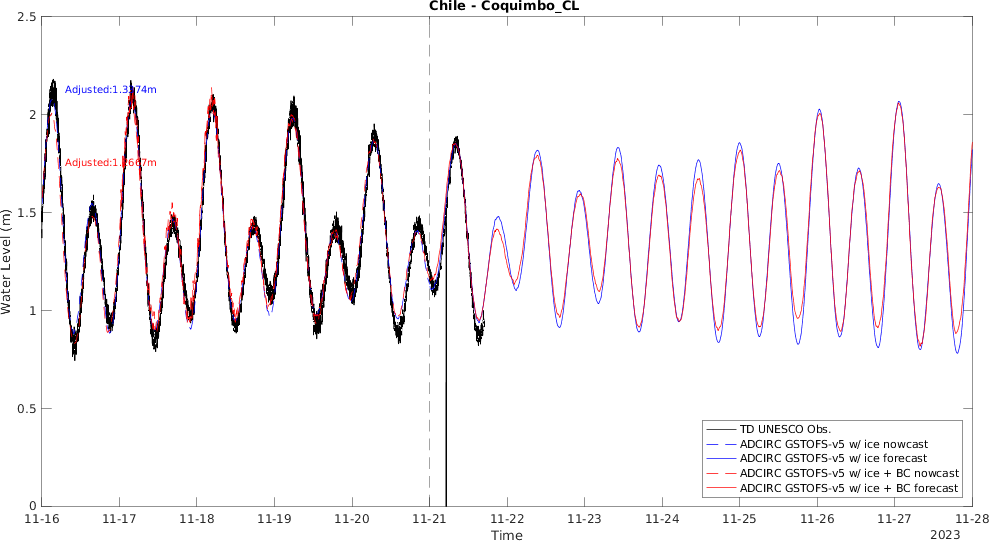 Chile - Coquimbo_CL
2.5
2
1.5
1
0.5
0
Water Level (m)
Adjusted:1.3374m
Adjusted:1.2667m
TD UNESCO Obs.
ADCIRC GSTOFS-v5 w/ ice nowcast
ADCIRC GSTOFS-v5 w/ ice forecast
ADCIRC GSTOFS-v5 w/ ice + BC nowcast
ADCIRC GSTOFS-v5 w/ ice + BC forecast
11-16 11-17 11-18 11-19 11-20 11-21 11-22 11-23 11-24 11-25 11-26 11-27 11-28
Time
2023